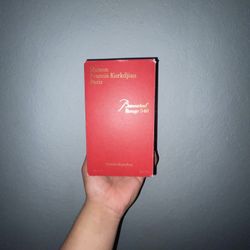 Maison
Francis Kurkdjian
Paris
Baccarat
Rouge 540